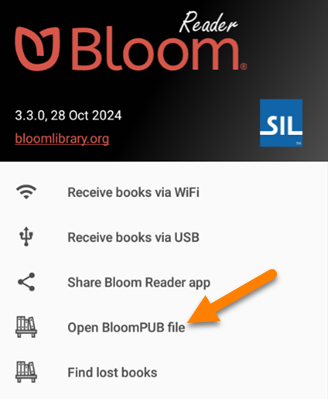 Reader
Bloom®
3.3.0, 28 Oct 2024
bloomlibrary.org
SIL™
Receive books via WiFi
Receive books via USB
Share Bloom Reader app
Open BloomPUB file
Find lost books